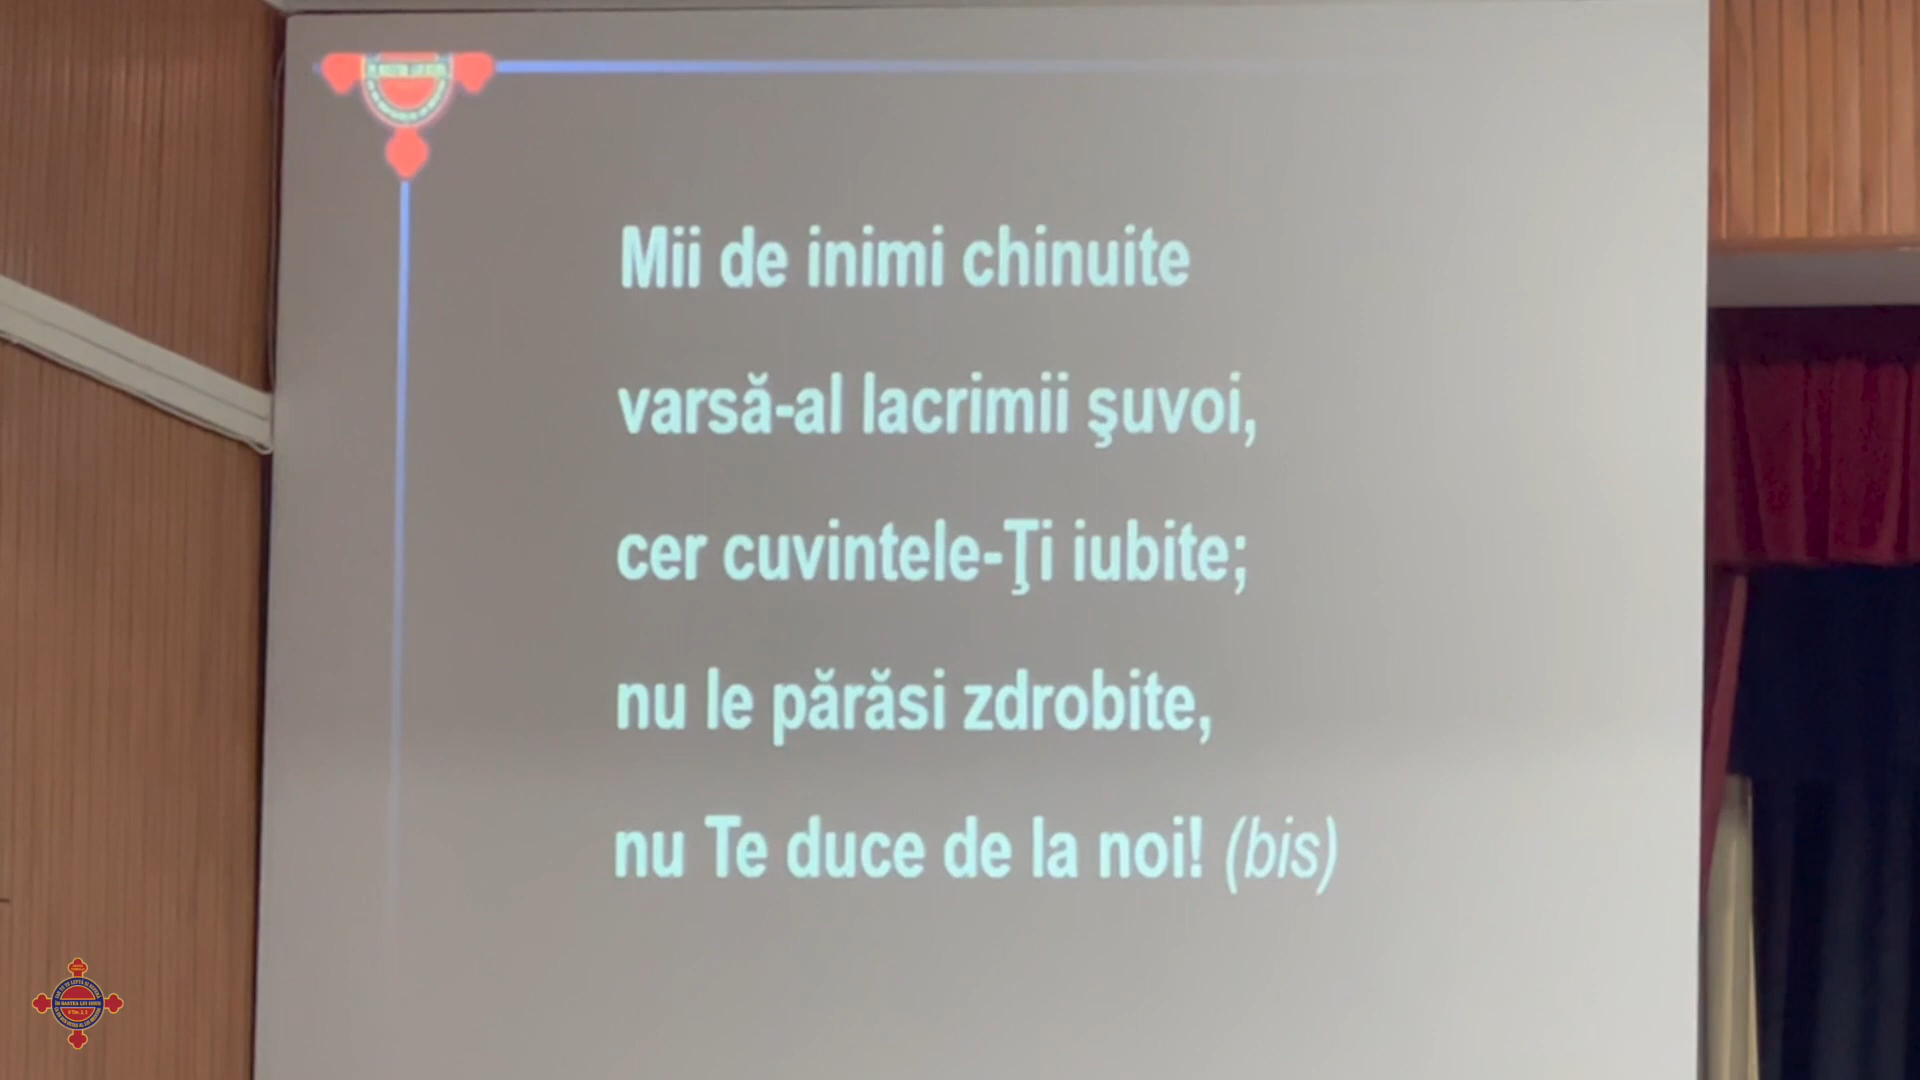 Mii de inimi chinuite
varsă-al lacrimii şuvoi,
cer cuvintele-Ţi iubite;
nu le părăsi zdrobite,
nu Te duce de la noi! (bis)